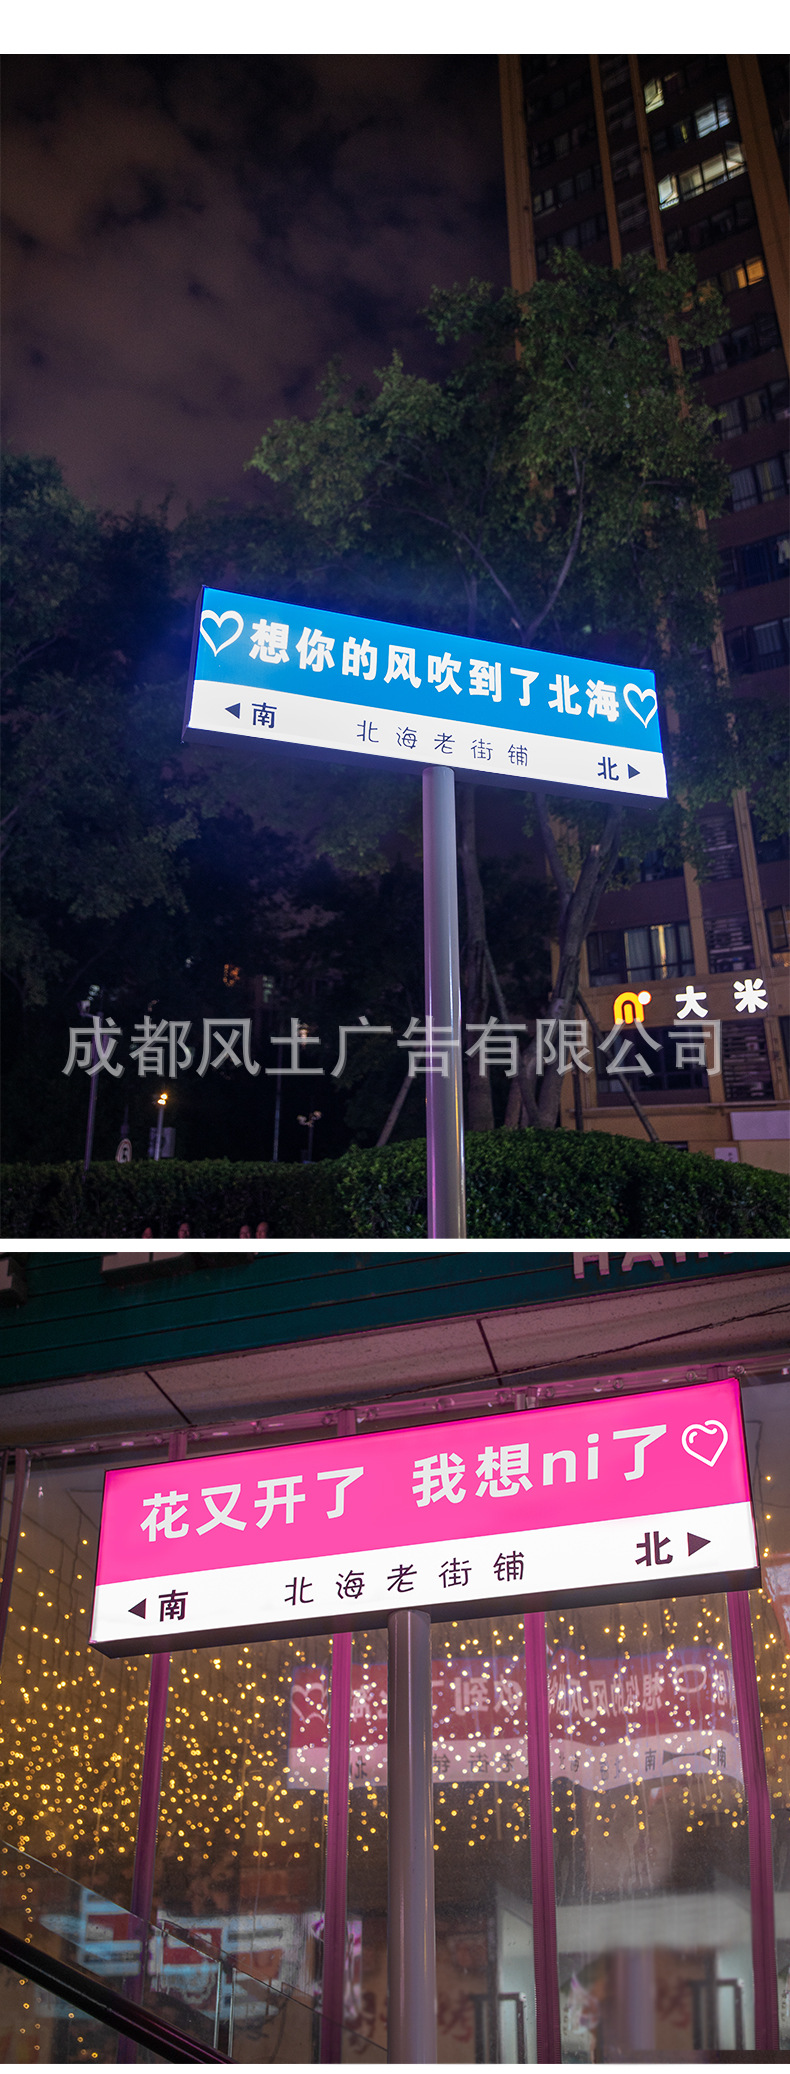 ♡想你的风吹到了北海♡
◀南 北海老街铺 北▶
大米
成都风土广告有限公司
HAI
花又开了 我想ni了♡
◀南 北海老街铺 北▶